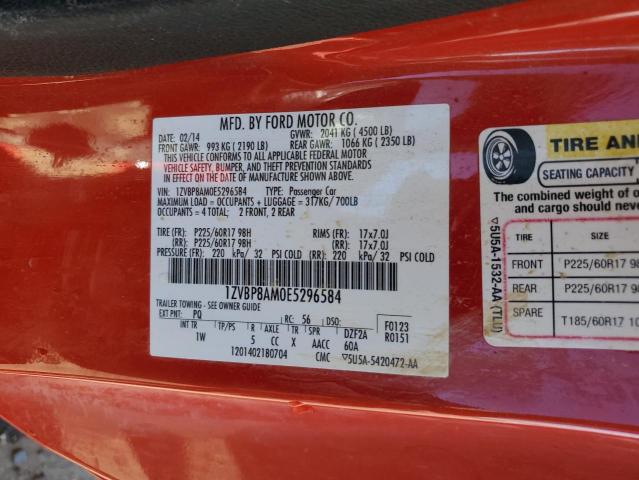 MFD. BY FORD MOTOR CO.
DATE: 02/14 GVWR: 2041 KG ( 4500 LB)
FRONT GAWR: 993 KG ( 2190 LB) REAR GAWR: 1066 KG ( 2350 LB)
THIS VEHICLE CONFORMS TO ALL APPLICABLE FEDERAL MOTOR
VEHICLE SAFETY, BUMPER, AND THEFT PREVENTION STANDARDS
IN EFFECT ON THE DATE OF MANUFACTURE SHOWN ABOVE.
VIN: 1ZVBP8AM0E5296584 TYPE: Passenger Car
MAXIMUM LOAD = OCCUPANTS + LUGGAGE = 317KG/ 700LB
OCCUPANTS = 4 TOTAL: 2 FRONT, 2 REAR
TIRE (FR): P225/60R17 98H RIMS (FR): 17x7.0J
(RR): P225/60R17 98H (RR): 17x7.0J
PRESSURE (FR): 220 kPa/ 32 PSI COLD (RR): 220 kPa/ 32 PSI COLD
1ZVBP8AM0E5296584
TRAILER TOWING - SEE OWNER GUIDE
EXT PNT: PQ RC: 56 DSO: F0123
INT TR TP/PS R AXLE TR SPR DZF2A R0151
1W 5 CC X AACC 60A
1201402180704 CMC ▽5U5A-5420472-AA
▽5U5A-1532-AA (TLU)
TIRE AN
SEATING CAPACITY
The combined weight of o
and cargo should neve
TIRE SIZE
FRONT P225/60R17 98
REAR P225/60R17 98
SPARE T185/60R17 10